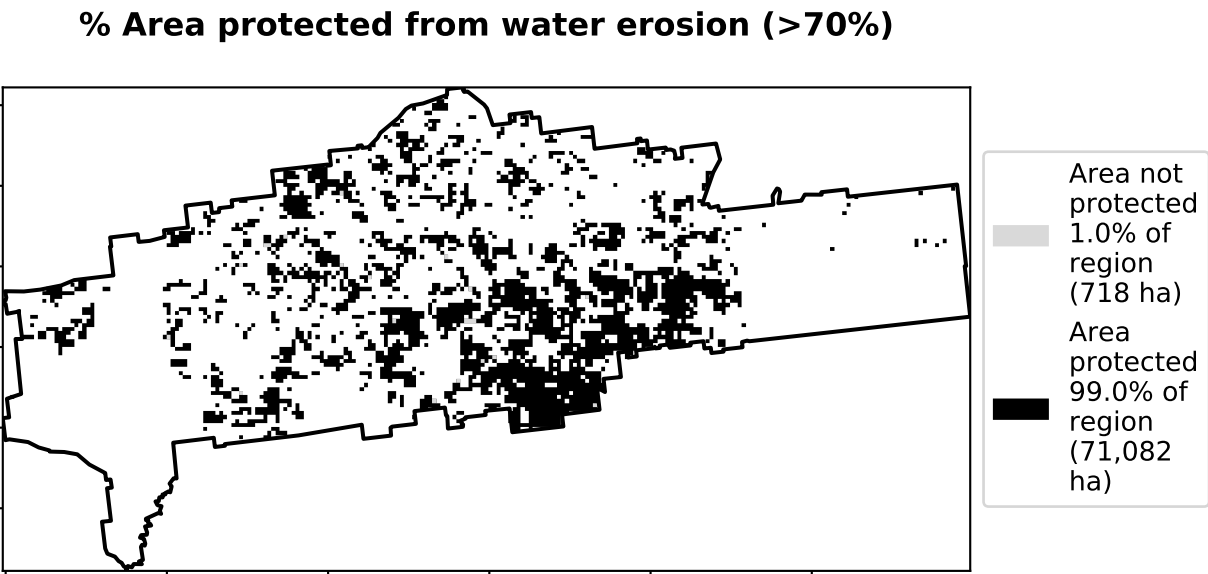 % Area protected from water erosion (>70%)
Area not
protected
1.0% of
region
(718 ha)
Area
protected
99.0% of
region
(71,082
ha)